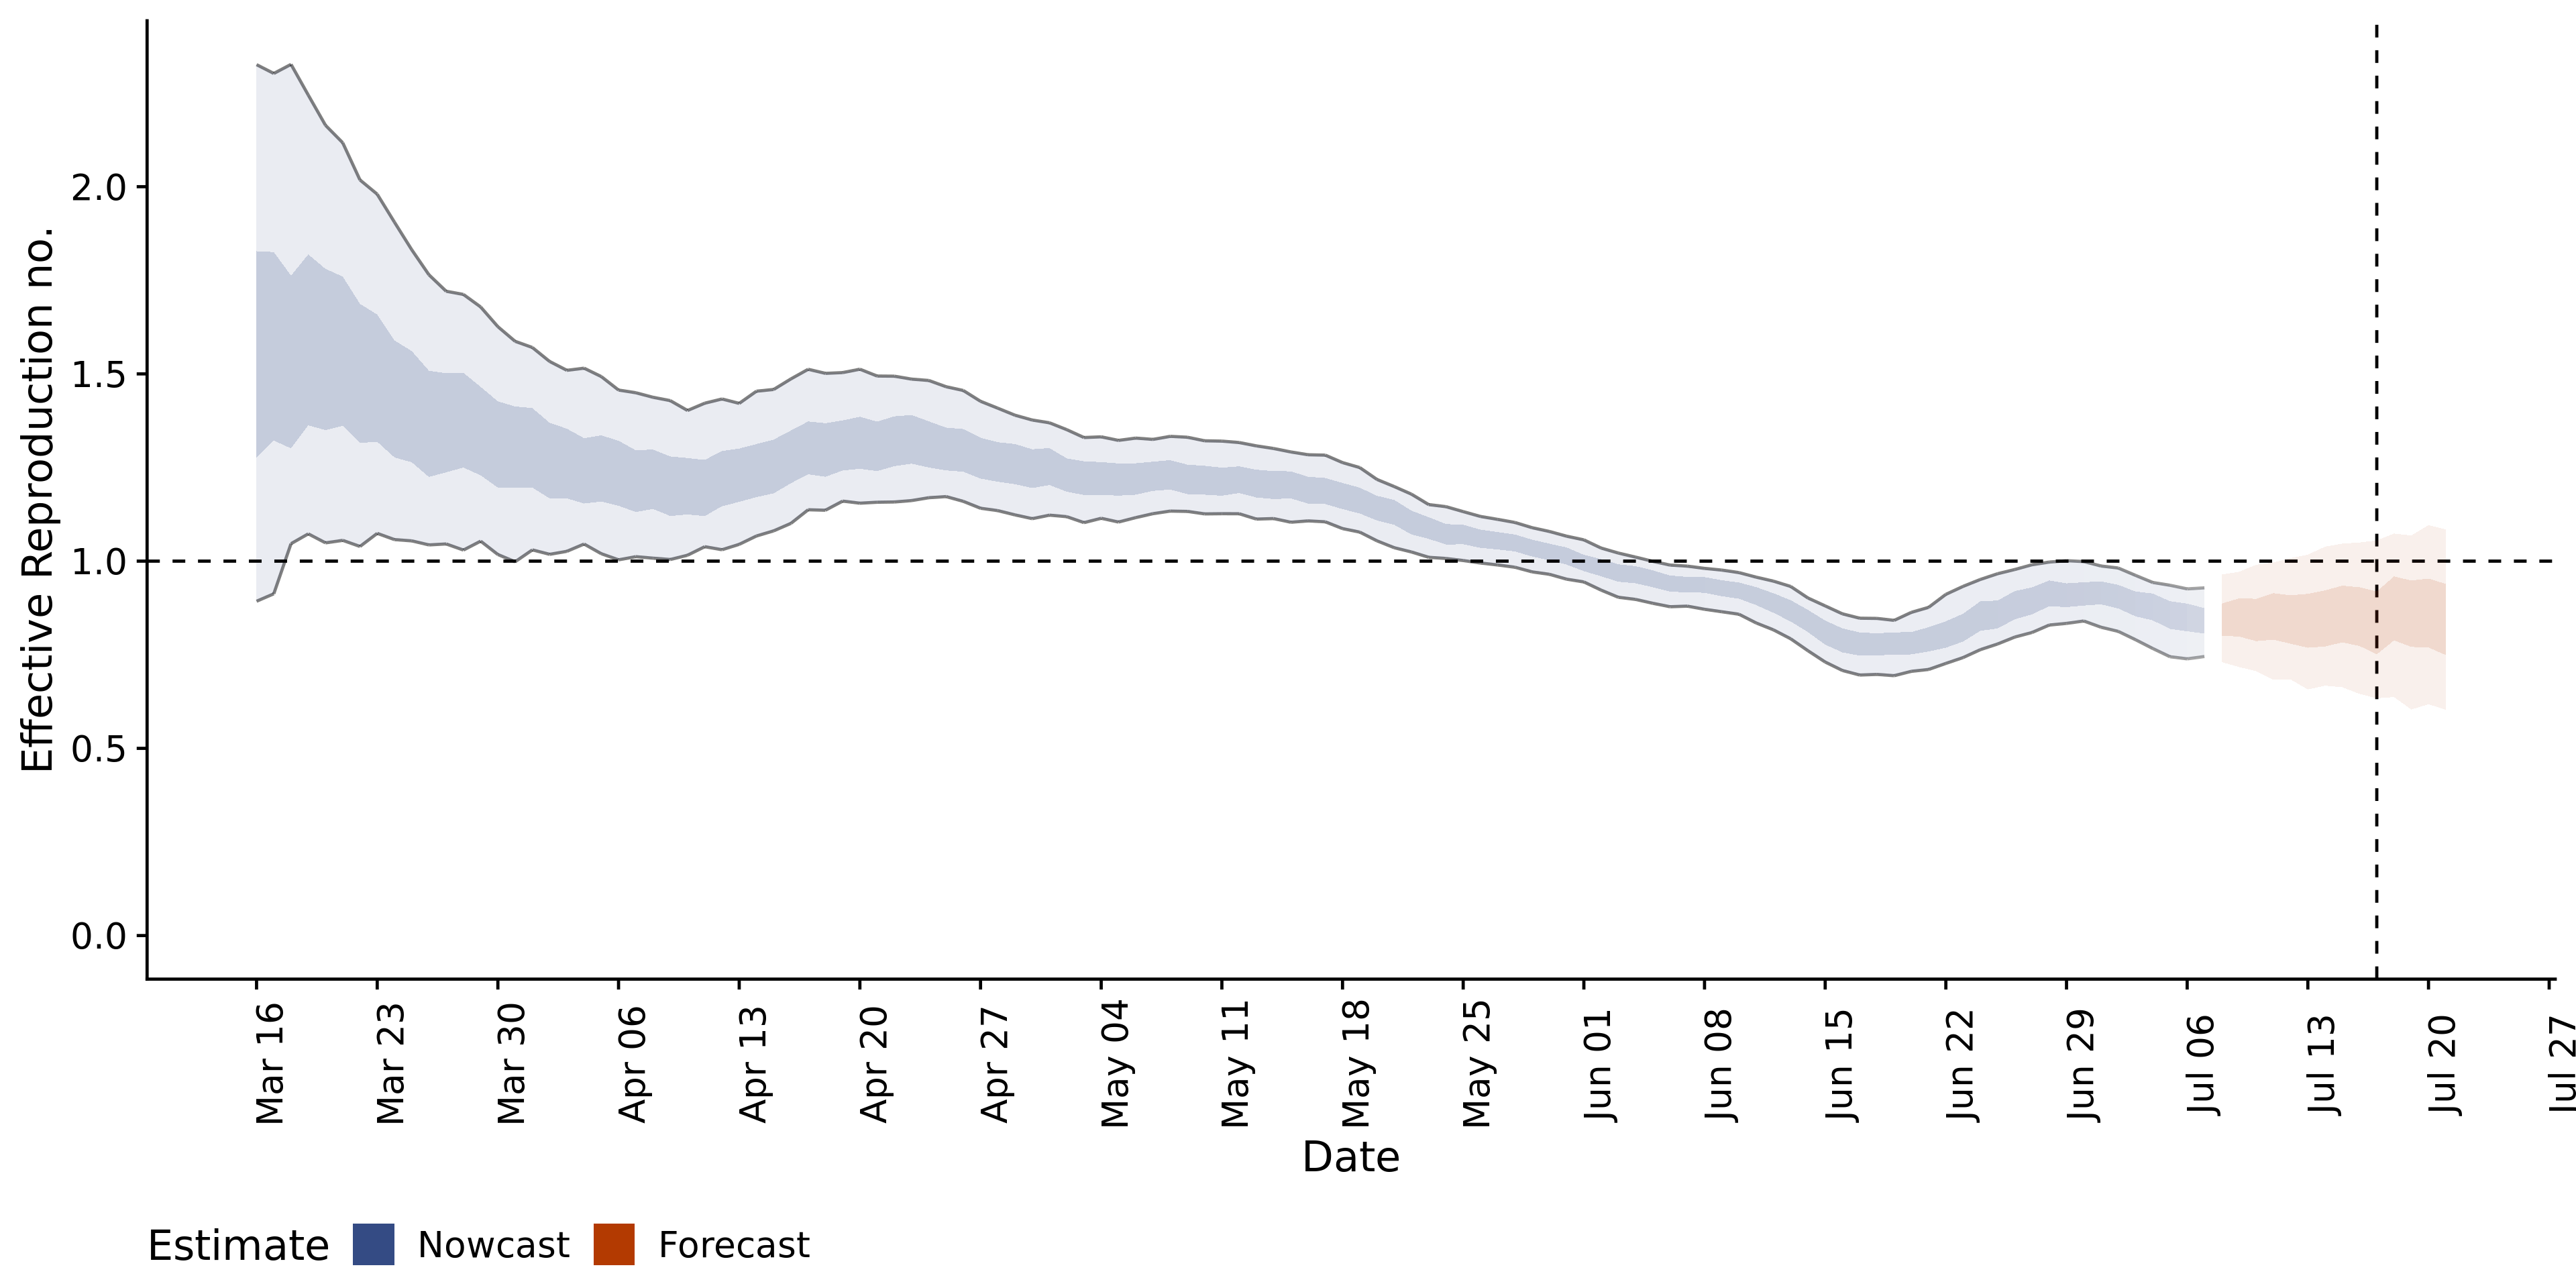 Effective Reproduction no.
2.0
1.5
1.0
0.5
0.0
Mar 16
Mar 23
Mar 30
Apr 06
Apr 13
Apr 20
Apr 27
May 04
May 11
May 18
May 25
Jun 01
Jun 08
Jun 15
Jun 22
Jun 29
Jul 06
Jul 13
Jul 20
Jul 27
Date
Estimate Nowcast Forecast